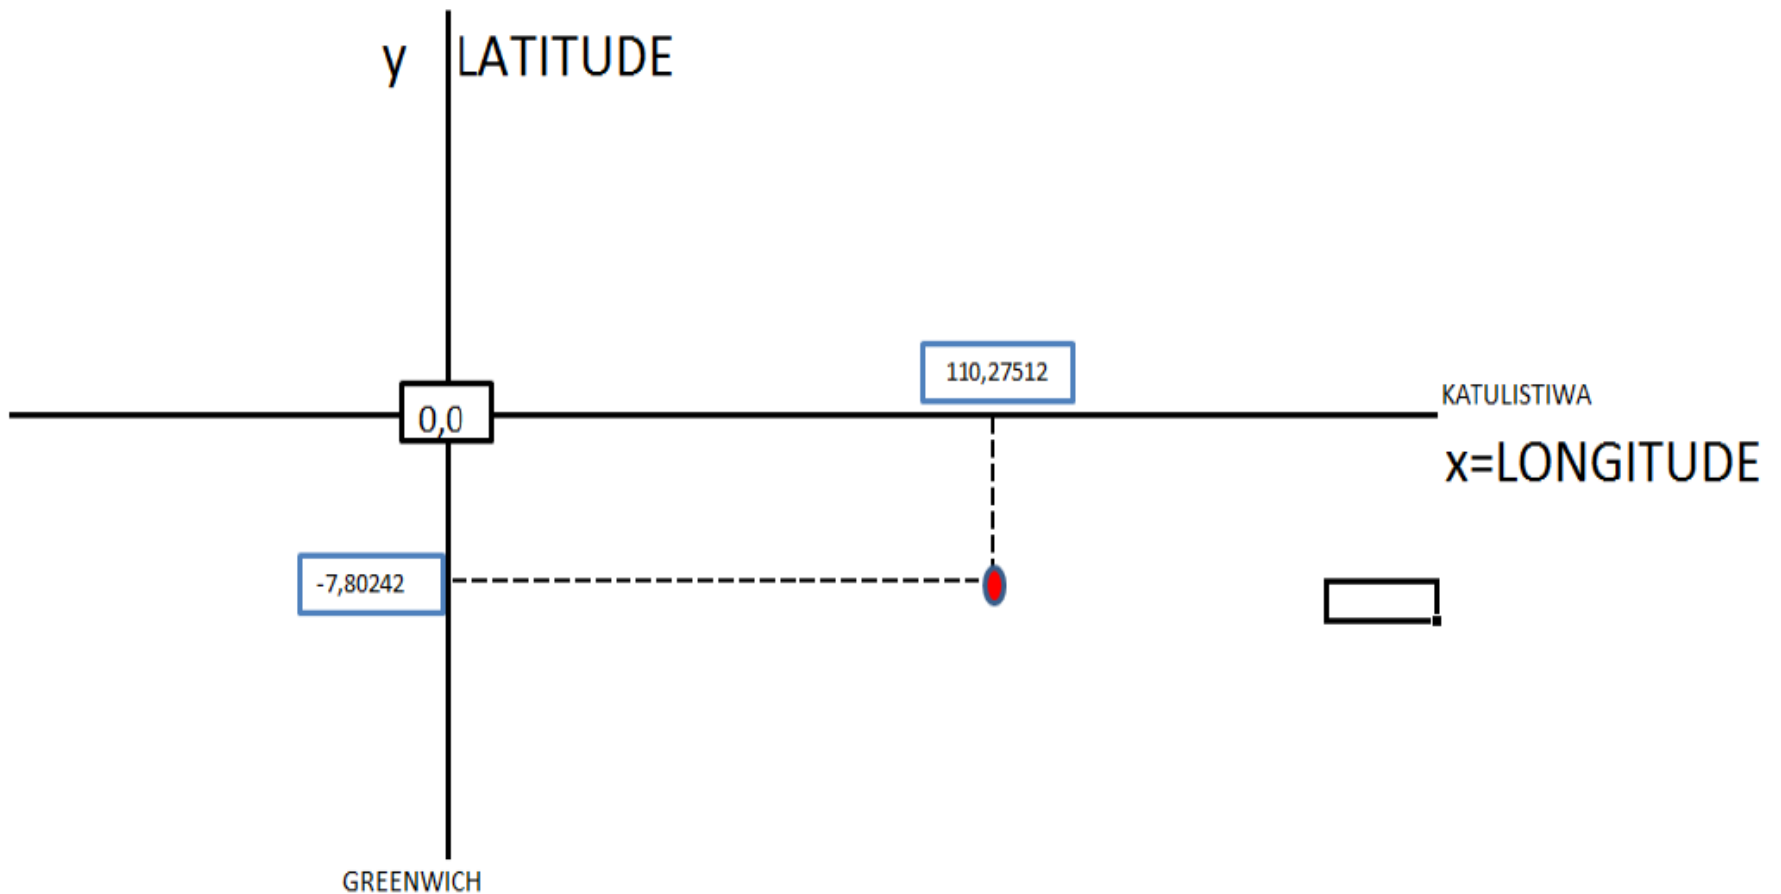 y LATITUDE
110,27512
KATULISTIWA
0,0
x=LONGITUDE
-7,80242
GREENWICH